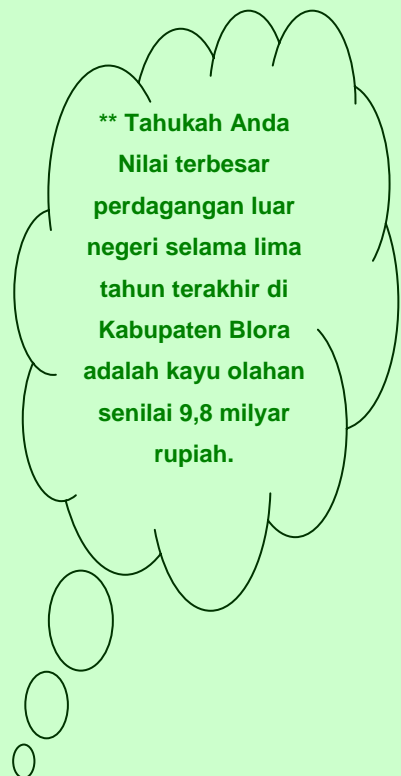 ** Tahukah Anda
Nilai terbesar
perdagangan luar
negeri selama lima
tahun terakhir di
Kabupaten Blora
adalah kayu olahan
senilai 9,8 milyar
rupiah.